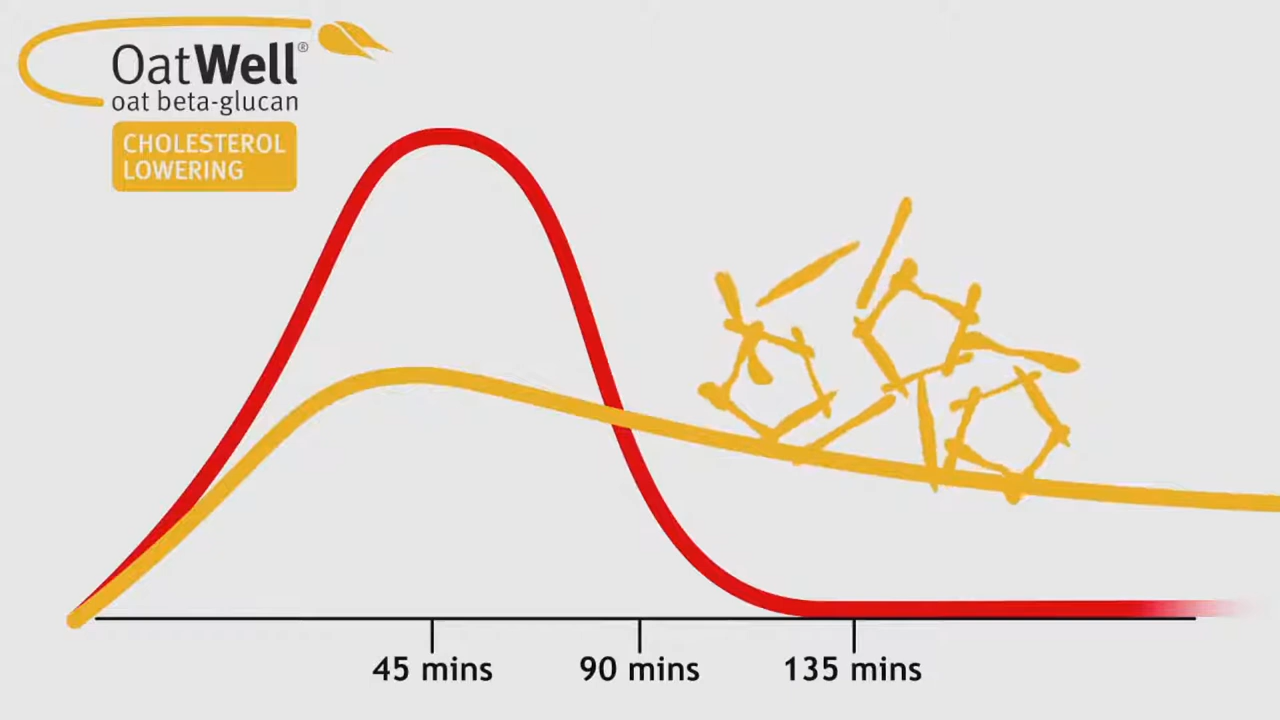 OatWell®
oat beta-glucan
CHOLESTEROL
LOWERING
45 mins
90 mins
135 mins